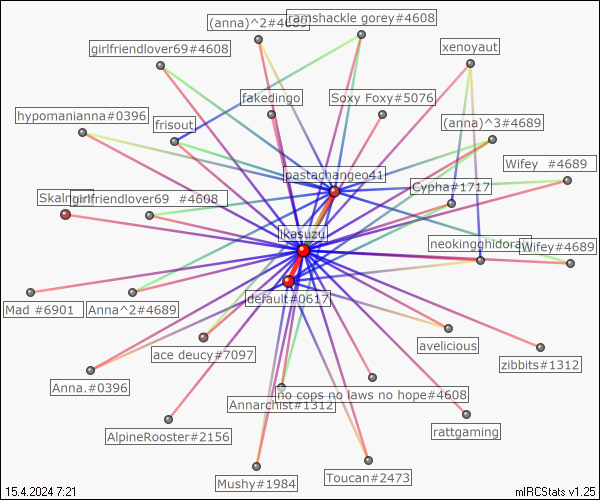 (anna)^2#4689
ramshackle gorey#4608
girlfriendlover69#4608
xenoyaut
fakedingo
Soxy Foxy#5076
hypomanianna#0396
frisout
(anna)^3#4689
Wifey #4689
pastachangeo41
Cypha#1717
girlfriendlover69 #4608
ikasuzu
neokingghidora
Wifey#4689
default#0617
Mad #6901
Anna^2#4689
avelicious
ace deucy#7097
zibbits#1312
Anna.#0396
no cops no laws no hope#4608
Annarchist#1312
AlpineRooster#2156
rattgaming
Mushy#1984
Toucan#2473
15.4.2024 7:21
mIRCStats v1.25